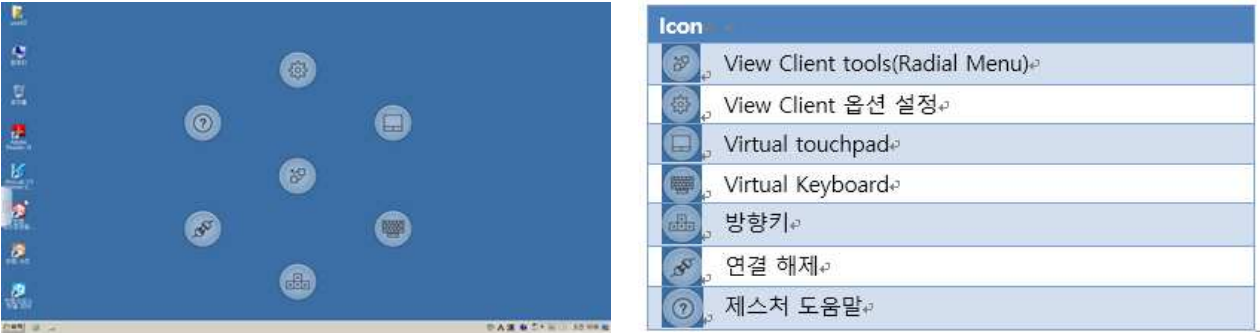 Icon
View Client tools(Radial Menu)
View Client 옵션 설정
Virtual touchpad
Virtual Keyboard
방향키
연결 해제
제스처 도움말